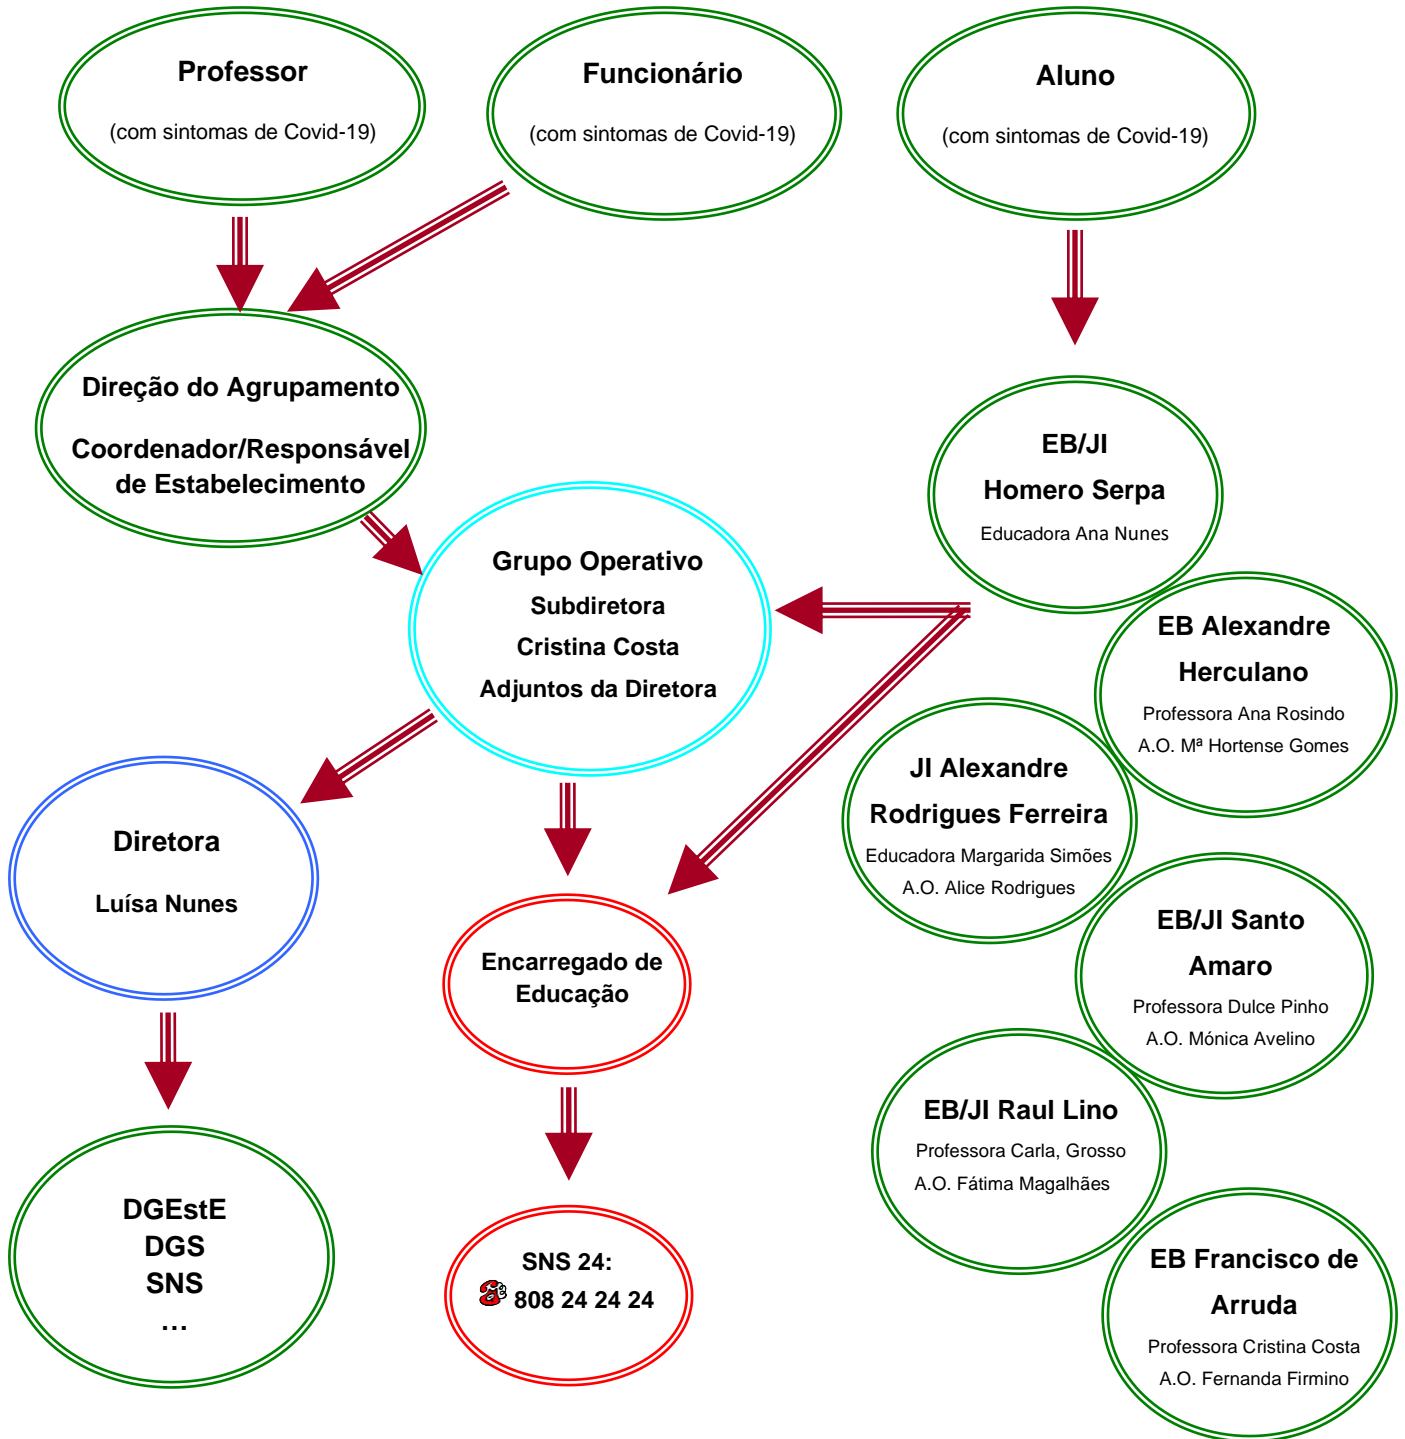 Professor
(com sintomas de Covid-19)
Funcionário
(com sintomas de Covid-19)
Aluno
(com sintomas de Covid-19)
Direção do Agrupamento
Coordenador/Responsável
de Estabelecimento
Grupo Operativo
Subdiretora
Cristina Costa
Adjuntos da Diretora
EB/JI
Homero Serpa
Educadora Ana Nunes
EB Alexandre
Herculano
Professora Ana Rosindo
A.O. Mª Hortense Gomes
JI Alexandre
Rodrigues Ferreira
Educadora Margarida Simões
A.O. Alice Rodrigues
Diretora
Luísa Nunes
Encarregado de
Educação
EB/JI Santo
Amaro
Professora Dulce Pinho
A.O. Mónica Avelino
EB/JI Raul Lino
Professora Carla, Grosso
A.O. Fátima Magalhães
DGEstE
DGS
SNS
...
SNS 24:
808 24 24 24
EB Francisco de
Arruda
Professora Cristina Costa
A.O. Fernanda Firmino